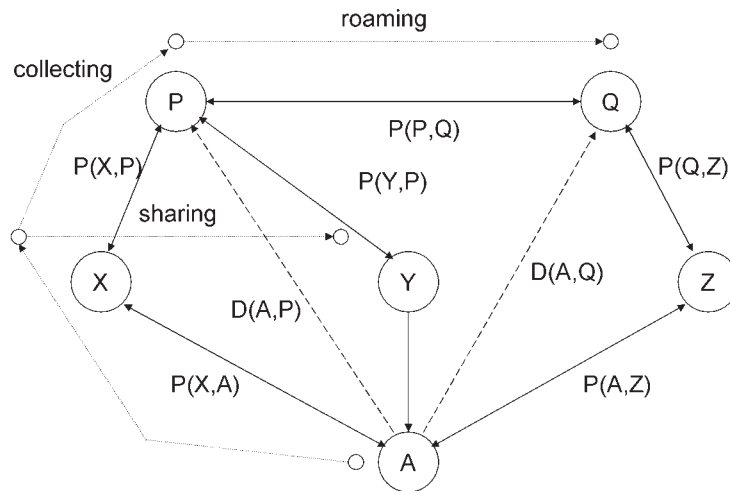 roaming
collecting
P
Q
P(P,Q)
P(X,P)
P(Y,P)
P(Q,Z)
sharing
X
Y
Z
D(A,P)
D(A,Q)
P(X,A)
P(A,Z)
A